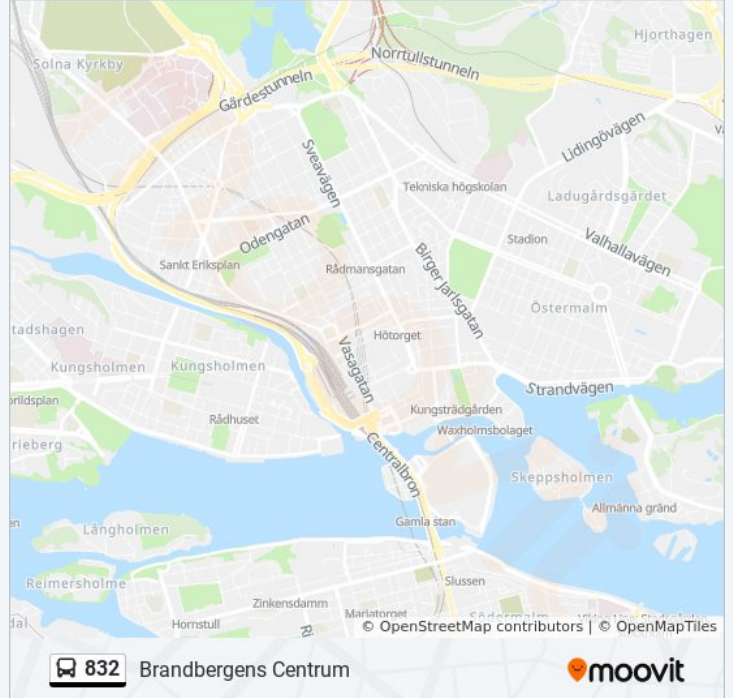 Hjorthagen
Norrtullstunneln
Solna Kyrkby
Gärdestunneln
Lidingövägen
Sveavägen
Tekniska högskolan
Ladugårdsgärdet
Odengatan
Stadion
Valhallavägen
Sankt Eriksplan
Rådmansgatan
Birger Jarlsgatan
Östermalm
tadshagen
Hötorget
Vasagatan
Kungsholmen
Kungsholmen
Strandvägen
Rådhuset
Kungsträdgården
Waxholmsbolaget
rieberg
Centralbron
Skeppsholmen
Allmänna gränd
Gamla stan
Långholmen
Reimersholme
Slussen
Zinkensdamm
Mariatorget
Hornstull
Södermalm
© OpenStreetMap contributors | © OpenMapTiles
832 Brandbergens Centrum
moovit